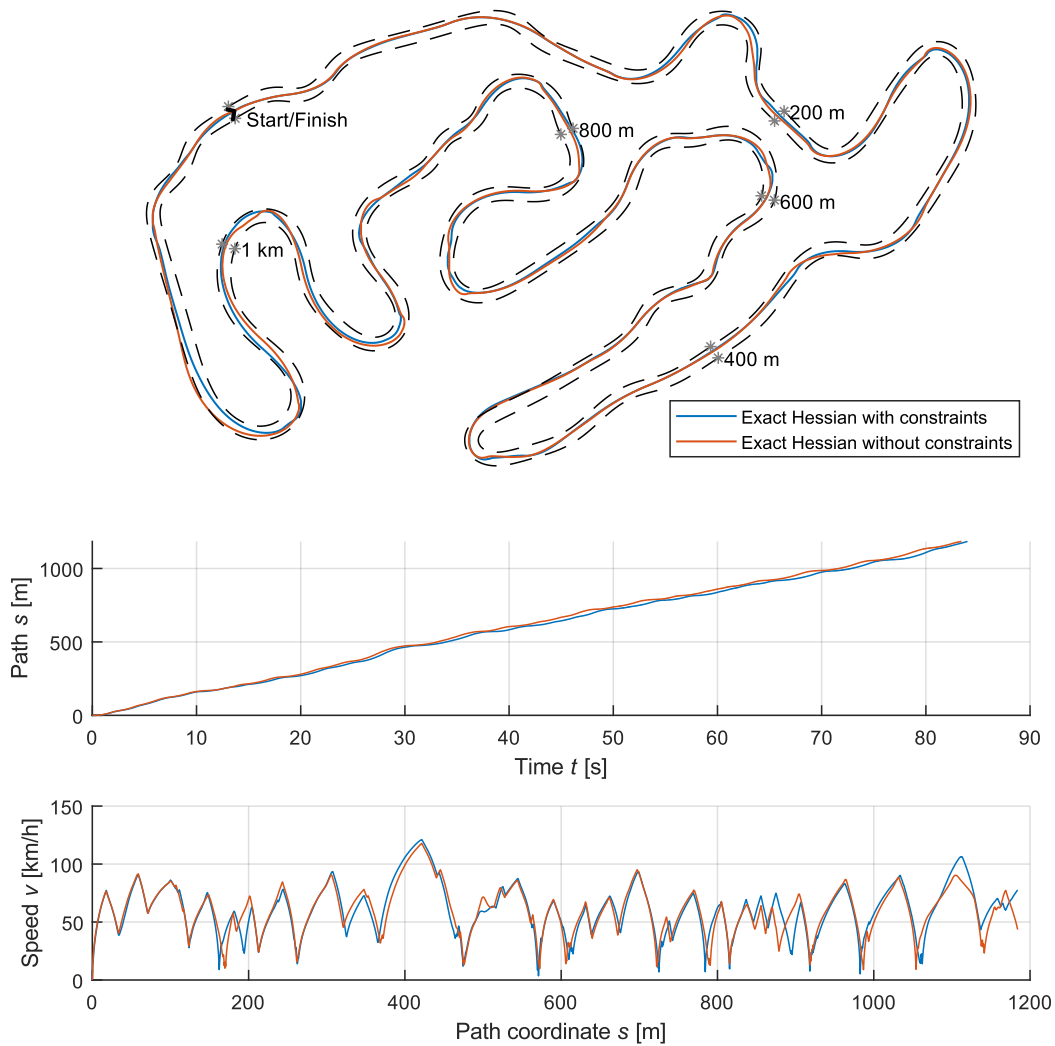 Start/Finish
200 m
800 m
600 m
1 km
400 m
Exact Hessian with constraints
Exact Hessian without constraints
Path s [m]
1000
500
0
0 10 20 30 40 50 60 70 80 90
Time t [s]
Speed v [km/h]
150
100
50
0
0 200 400 600 800 1000 1200
Path coordinate s [m]